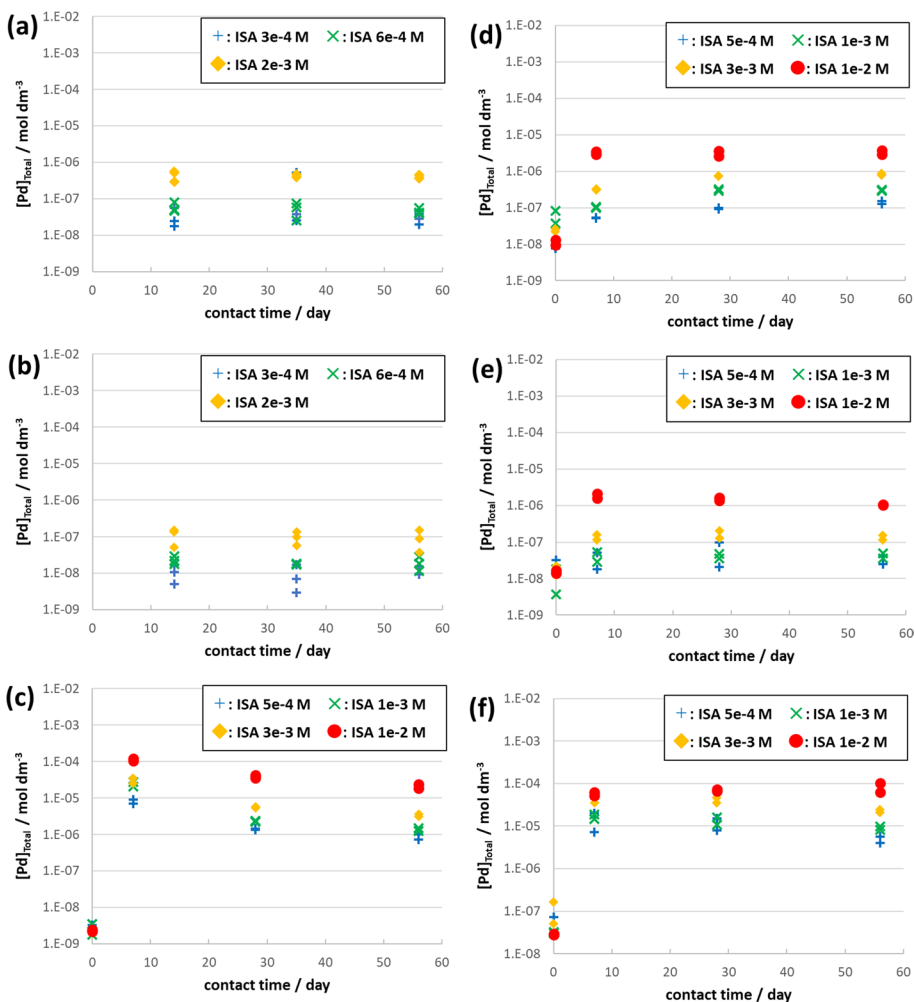 (a)
+: ISA 3e-4 M ×: ISA 6e-4 M
◆: ISA 2e-3 M
[Pd]Total / mol dm-3
1.E-02
1.E-03
1.E-04
1.E-05
1.E-06
1.E-07
1.E-08
1.E-09
0 10 20 30 40 50 60
contact time / day
(d)
+: ISA 5e-4 M ×: ISA 1e-3 M
◆: ISA 3e-3 M ●: ISA 1e-2 M
[Pd]Total / mol dm-3
1.E-02
1.E-03
1.E-04
1.E-05
1.E-06
1.E-07
1.E-08
1.E-09
0 10 20 30 40 50 60
contact time / day
(b)
+: ISA 3e-4 M ×: ISA 6e-4 M
◆: ISA 2e-3 M
[Pd]Total / mol dm-3
1.E-02
1.E-03
1.E-04
1.E-05
1.E-06
1.E-07
1.E-08
1.E-09
0 10 20 30 40 50 60
contact time / day
(e)
+: ISA 5e-4 M ×: ISA 1e-3 M
◆: ISA 3e-3 M ●: ISA 1e-2 M
[Pd]Total / mol dm-3
1.E-02
1.E-03
1.E-04
1.E-05
1.E-06
1.E-07
1.E-08
1.E-09
0 10 20 30 40 50 60
contact time / day
(c)
+: ISA 5e-4 M ×: ISA 1e-3 M
◆: ISA 3e-3 M ●: ISA 1e-2 M
[Pd]Total / mol dm-3
1.E-02
1.E-03
1.E-04
1.E-05
1.E-06
1.E-07
1.E-08
1.E-09
0 10 20 30 40 50 60
contact time / day
(f)
+: ISA 5e-4 M ×: ISA 1e-3 M
◆: ISA 3e-3 M ●: ISA 1e-2 M
[Pd]Total / mol dm-3
1.E-02
1.E-03
1.E-04
1.E-05
1.E-06
1.E-07
1.E-08
0 10 20 30 40 50 60
contact time / day